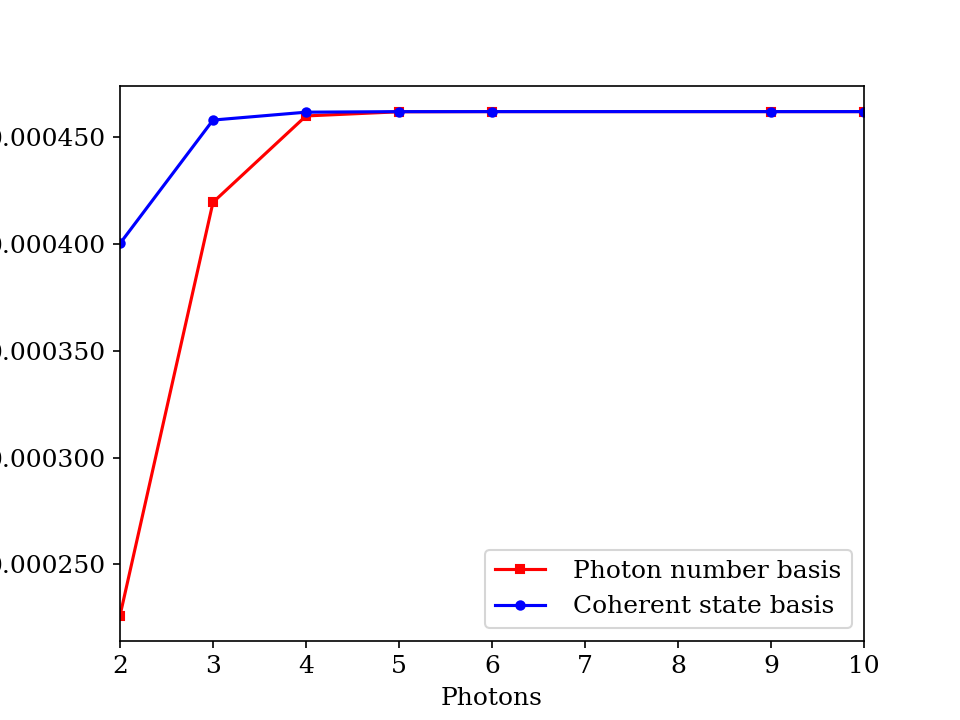 0.000450
0.000400
0.000350
0.000300
0.000250
2 3 4 5 6 7 8 9 10
Photons
Photon number basis
Coherent state basis